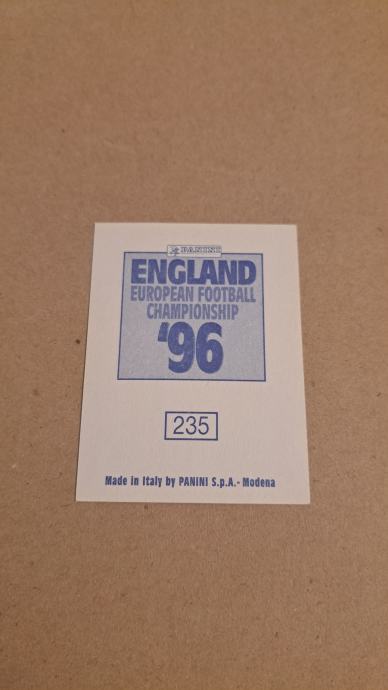 PANINI
ENGLAND
EUROPEAN FOOTBALL
CHAMPIONSHIP
'96
235
Made in Italy by PANINI S.p.A.- Modena